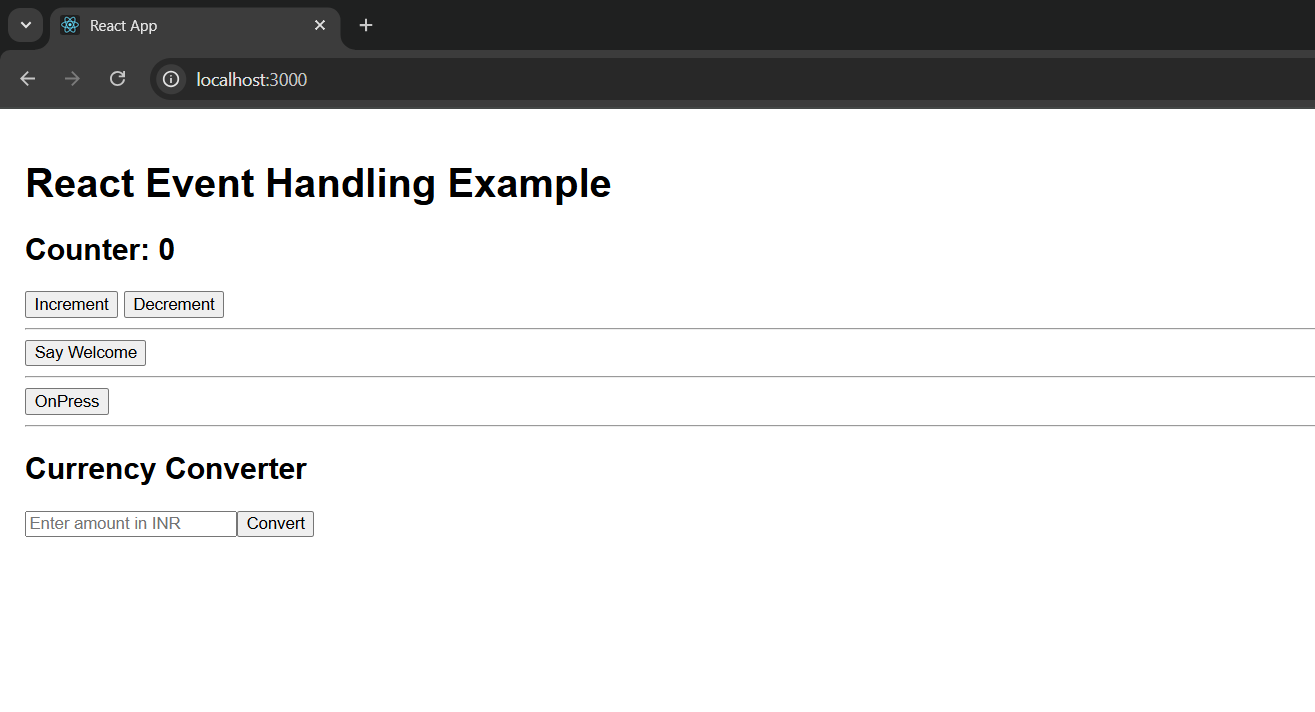 React App
localhost:3000
React Event Handling Example
Counter: 0
Increment Decrement
Say Welcome
OnPress
Currency Converter
Enter amount in INR Convert